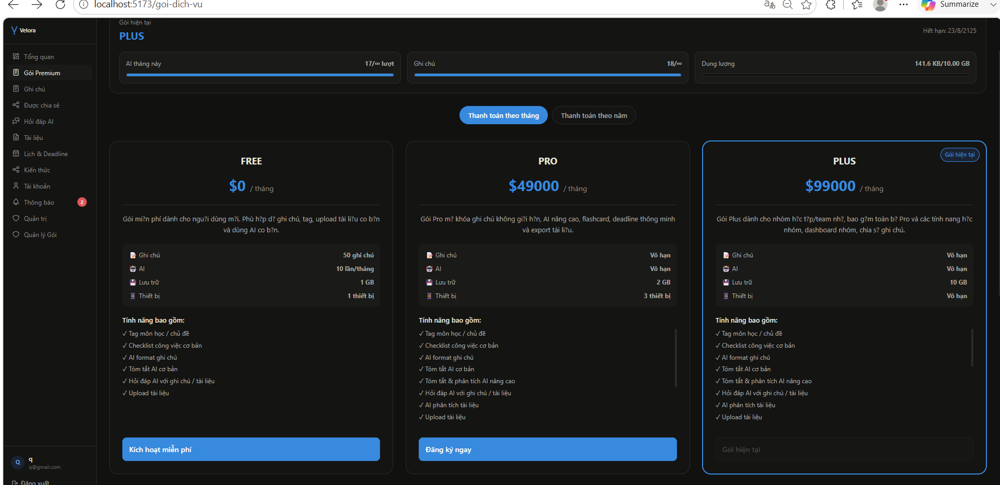 localhost:5173/goi-dich-vu
Summarize
Velora
Tổng quan
Gói Premium
Ghi chú
Được chia sẻ
Hỏi đáp AI
Tài liệu
Lịch & Deadline
Kiến thức
Tài khoản
Thông báo 2
Quản trị
Quản lý Gói
Q
q
q@gmail.com
Đăng xuất
Gói hiện tại
PLUS
Hết hạn: 23/8/2125
AI tháng này 17/∞ lượt
Ghi chú 18/∞
Dung lượng 141.6 KB/10.00 GB
Thanh toán theo tháng
Thanh toán theo năm
FREE
$0 / tháng
Gói mi?n phí dành cho ngu?i dùng m?i. Phù h?p d? ghi chú, tag, upload tài li?u co b?n
và dùng AI co b?n.
Ghi chú 50 ghi chú
AI 10 lần/tháng
Lưu trữ 1 GB
Thiết bị 1 thiết bị
Tính năng bao gồm:
✓ Tag môn học / chủ đề
✓ Checklist công việc cơ bản
✓ AI format ghi chú
✓ Tóm tắt AI cơ bản
✓ Hỏi đáp AI với ghi chú / tài liệu
✓ Upload tài liệu
Kích hoạt miễn phí
PRO
$49000 / tháng
Gói Pro m? khóa ghi chú không gi?i h?n, AI nâng cao, flashcard, deadline thông minh
và export tài li?u.
Ghi chú Vô hạn
AI Vô hạn
Lưu trữ 2 GB
Thiết bị 3 thiết bị
Tính năng bao gồm:
✓ Tag môn học / chủ đề
✓ Checklist công việc cơ bản
✓ AI format ghi chú
✓ Tóm tắt AI cơ bản
✓ Tóm tắt & phân tích AI nâng cao
✓ Hỏi đáp AI với ghi chú / tài liệu
✓ AI phân tích tài liệu
✓ Upload tài liệu
Đăng ký ngay
Gói hiện tại
PLUS
$99000 / tháng
Gói Plus dành cho nhóm h?c t?p/team nh?, bao g?m toàn b? Pro và các tính nang h?c
nhóm, dashboard nhóm, chia s? ghi chú.
Ghi chú Vô hạn
AI Vô hạn
Lưu trữ 10 GB
Thiết bị Vô hạn
Tính năng bao gồm:
✓ Tag môn học / chủ đề
✓ Checklist công việc cơ bản
✓ AI format ghi chú
✓ Tóm tắt AI cơ bản
✓ Tóm tắt & phân tích AI nâng cao
✓ Hỏi đáp AI với ghi chú / tài liệu
✓ AI phân tích tài liệu
✓ Upload tài liệu
Gói hiện tại